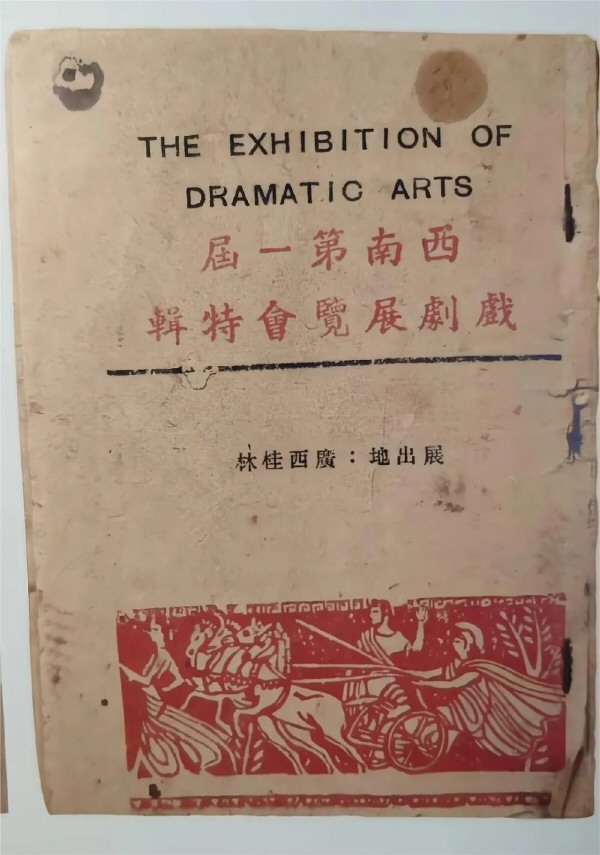 THE EXHIBITION OF
DRAMATIC ARTS
西南第一屆
戲劇展覽會特輯
展出地：廣西桂林